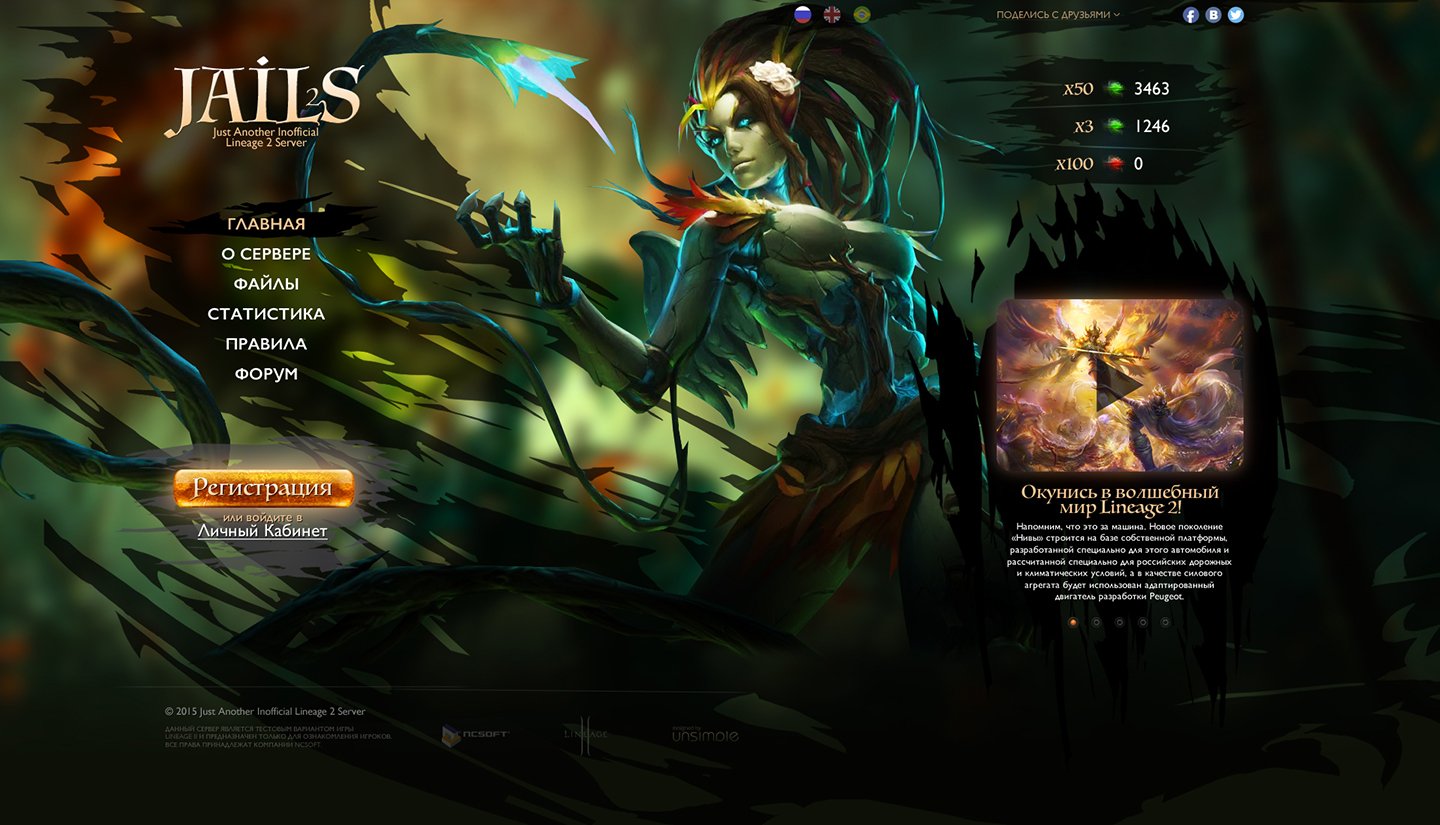 ПОДЕЛИСЬ С ДРУЗЬЯМИ
JAILS
2
Just Another Inofficial
Lineage 2 Server
x50 3463
x3 1246
x100 0
ГЛАВНАЯ
О СЕРВЕРЕ
ФАЙЛЫ
СТАТИСТИКА
ПРАВИЛА
ФОРУМ
Регистрация
или войдите в
Личный Кабинет
Окунись в волшебный
мир Lineage 2!
Напомним, что это за машина. Новое поколение
«Нивы» строится на базе собственной платформы,
разработанной специально для этого автомобиля и
рассчитанной специально для российских дорожных
и климатических условий, а в качестве силового
агрегата будет использован адаптированный
двигатель разработки Peugeot.
© 2015 Just Another Inofficial Lineage 2 Server
ДАННЫЙ СЕРВЕР ЯВЛЯЕТСЯ ТЕСТОВЫМ ВАРИАНТОМ ИГРЫ
LINEAGE II И ПРЕДНАЗНАЧЕН ТОЛЬКО ДЛЯ ОЗНАКОМЛЕНИЯ ИГРОКОВ.
ВСЕ ПРАВА ПРИНАДЛЕЖАТ КОМПАНИИ NCSOFT.
NCSOFT
LINEAGE
designed by
unsimple